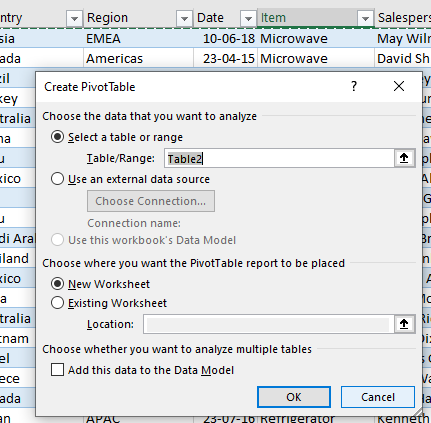 ntry Region Date Item Salespers
sia EMEA 10-06-18 Microwave May Wilm
ada Americas 23-04-15 Microwave David Sh
zil
Create PivotTable ? ×
key
Choose the data that you want to analyze
tralia
Select a table or range
na
Table/Range: Table2
u
xico
Use an external data source
Choose Connection...
Connection name:
di Arab
Use this workbook's Data Model
iland
Choose where you want the PivotTable report to be placed
xico
New Worksheet
Existing Worksheet
tralia
Location:
tnam
Choose whether you want to analyze multiple tables
el
Add this data to the Data Model
ece
ada
OK Cancel
an APAC 23-07-16 Refrigerator Kenneth